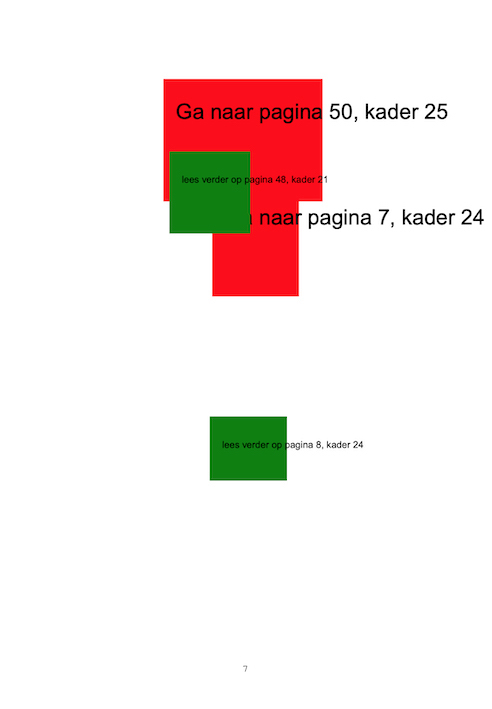 Ga naar pagina 50, kader 25
lees verder op pagina 48, kader 21
naar pagina 7, kader 24
lees verder op pagina 8, kader 24
7